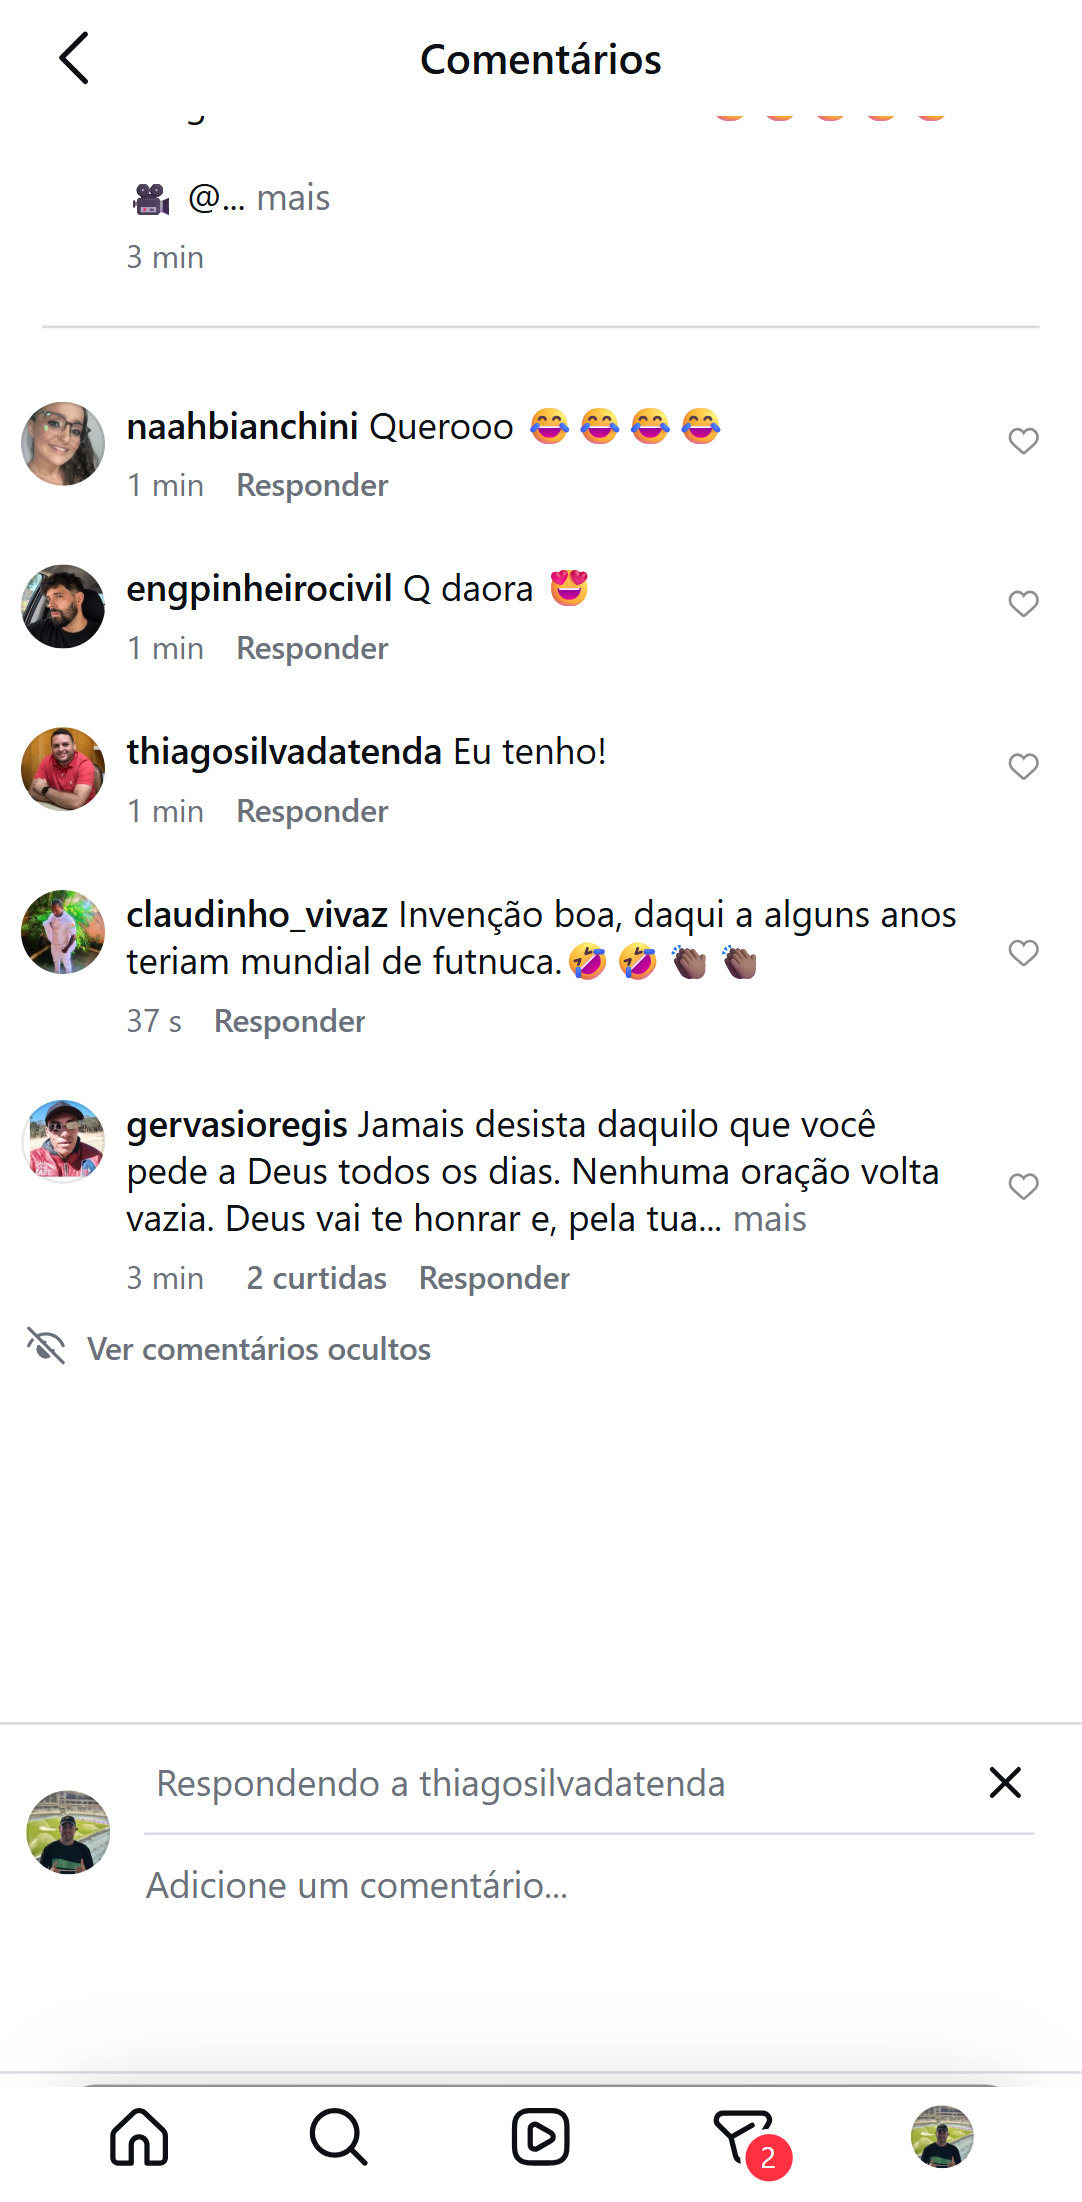 Comentários
@... mais
3 min
naahbianchini Querooo 😂😂😂😂
1 min Responder
engpinheirocivil Q daora 😍
1 min Responder
thiagosilvadatenda Eu tenho!
1 min Responder
claudinho_vivaz Invenção boa, daqui a alguns anos
teriam mundial de futnuca.🤣🤣👏🏾👏🏾
37 s Responder
gervasioregis Jamais desista daquilo que você
pede a Deus todos os dias. Nenhuma oração volta
vazia. Deus vai te honrar e, pela tua... mais
3 min 2 curtidas Responder
Ver comentários ocultos
Respondendo a thiagosilvadatenda
Adicione um comentário...
2